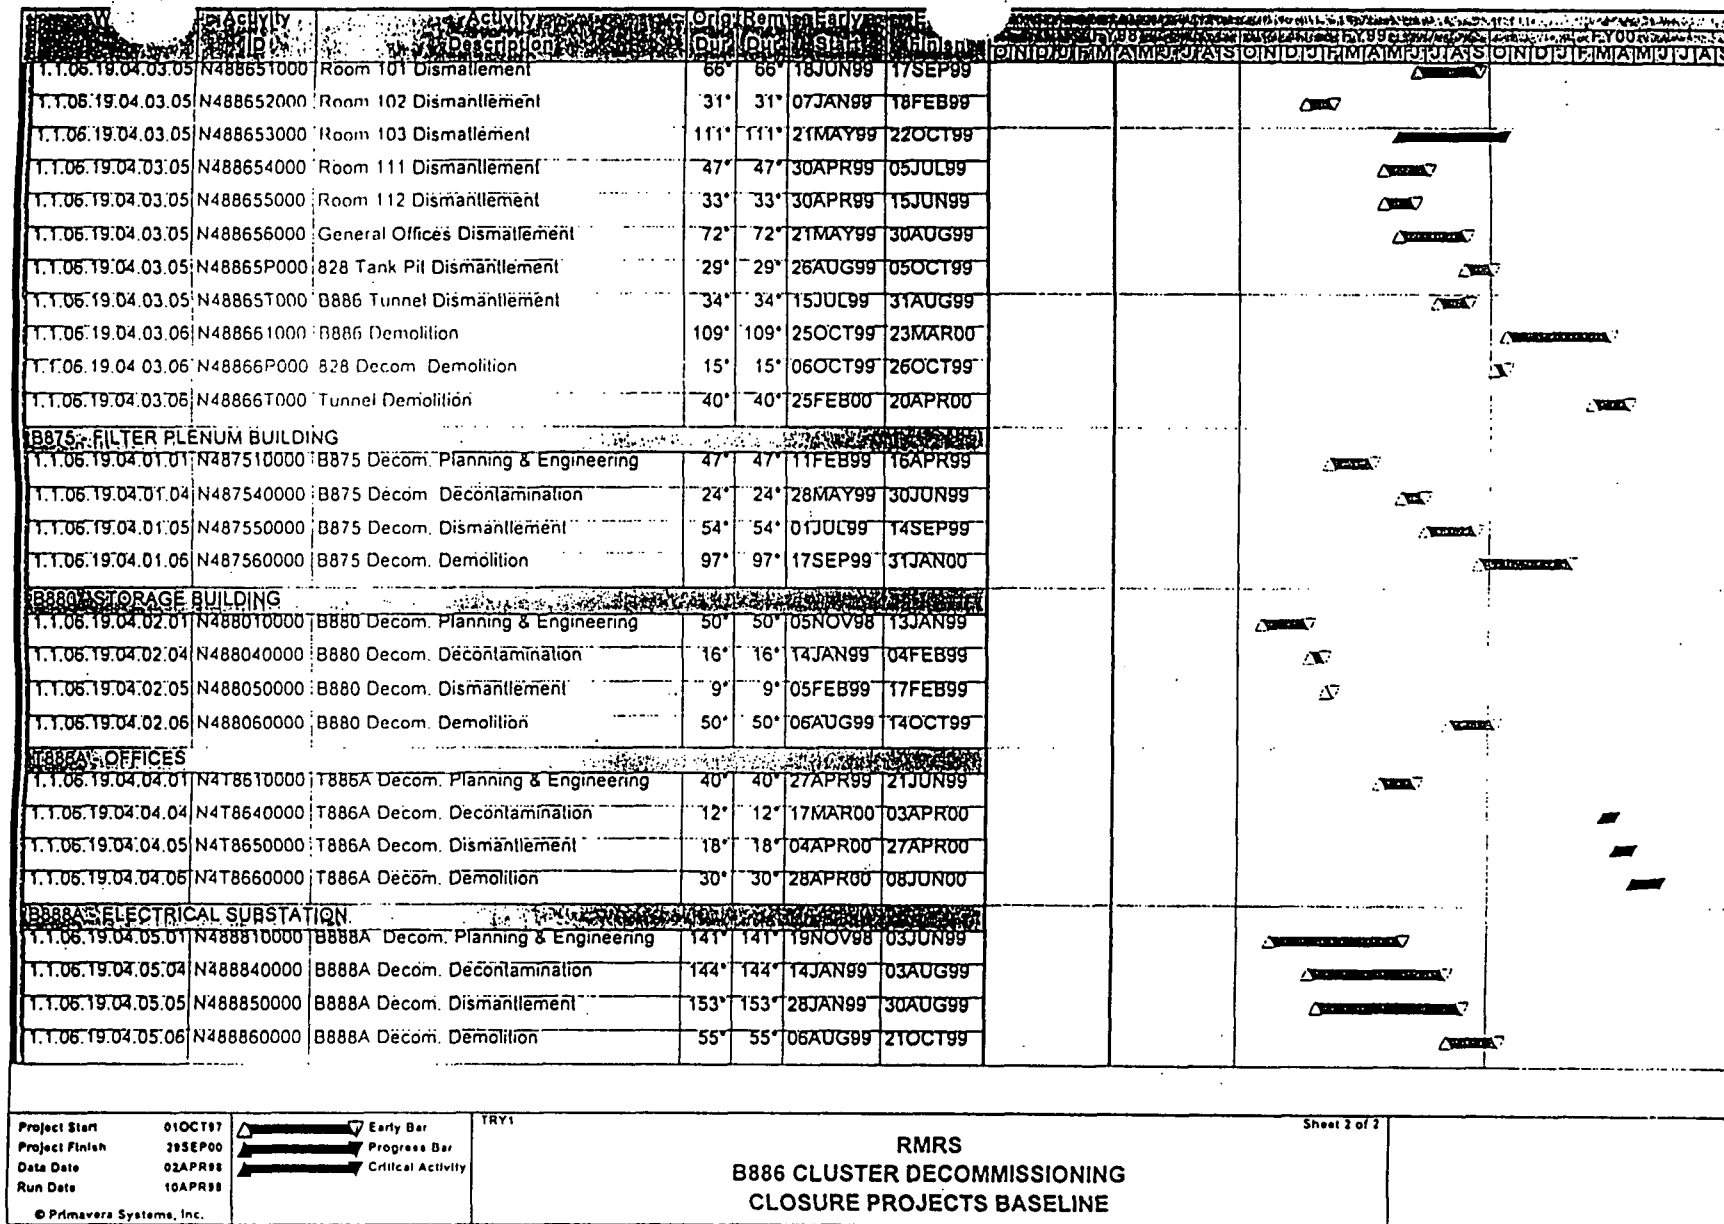 Activity Activity Orig Rem Early
ID Description Dur Dur Start Finish
FY98 FY99 FY00
O N D J F M A M J J A S O N D J F M A M J J A S O N D J F M A M J J A S
1.1.06.19.04.03.05 N488651000 Room 101 Dismatlement 66* 66* 18JUN99 17SEP99
1.1.06.19.04.03.05 N488652000 Room 102 Dismantlement 31* 31* 07JAN99 18FEB99
1.1.06.19.04.03.05 N488653000 Room 103 Dismatlement 111* 111* 21MAY99 22OCT99
1.1.06.19.04.03.05 N488654000 Room 111 Dismantlement 47* 47* 30APR99 05JUL99
1.1.06.19.04.03.05 N488655000 Room 112 Dismantlement 33* 33* 30APR99 15JUN99
1.1.06.19.04.03.05 N488656000 General Offices Dismatlement 72* 72* 21MAY99 30AUG99
1.1.06.19.04.03.05 N48865P000 828 Tank Pit Dismantlement 29* 29* 26AUG99 05OCT99
1.1.06.19.04.03.05 N48865T000 B886 Tunnel Dismantlement 34* 34* 15JUL99 31AUG99
1.1.06.19.04.03.06 N488661000 B886 Demolition 109* 109* 25OCT99 23MAR00
1.1.06.19.04.03.06 N48866P000 828 Decom. Demolition 15* 15* 06OCT99 26OCT99
1.1.06.19.04.03.06 N48866T000 Tunnel Demolition 40* 40* 25FEB00 20APR00
B875 - FILTER PLENUM BUILDING
1.1.06.19.04.01.01 N487510000 B875 Decom. Planning & Engineering 47* 47* 11FEB99 16APR99
1.1.06.19.04.01.04 N487540000 B875 Decom. Decontamination 24* 24* 28MAY99 30JUN99
1.1.06.19.04.01.05 N487550000 B875 Decom. Dismantlement 54* 54* 01JUL99 14SEP99
1.1.06.19.04.01.06 N487560000 B875 Decom. Demolition 97* 97* 17SEP99 31JAN00
B880 - STORAGE BUILDING
1.1.06.19.04.02.01 N488010000 B880 Decom. Planning & Engineering 50* 50* 05NOV98 13JAN99
1.1.06.19.04.02.04 N488040000 B880 Decom. Decontamination 16* 16* 14JAN99 04FEB99
1.1.06.19.04.02.05 N488050000 B880 Decom. Dismantlement 9* 9* 05FEB99 17FEB99
1.1.06.19.04.02.06 N488060000 B880 Decom. Demolition 50* 50* 06AUG99 14OCT99
T886A - OFFICES
1.1.06.19.04.04.01 N4T8610000 T886A Decom. Planning & Engineering 40* 40* 27APR99 21JUN99
1.1.06.19.04.04.04 N4T8640000 T886A Decom. Decontamination 12* 12* 17MAR00 03APR00
1.1.06.19.04.04.05 N4T8650000 T886A Decom. Dismantlement 18* 18* 04APR00 27APR00
1.1.06.19.04.04.06 N4T8660000 T886A Decom. Demolition 30* 30* 28APR00 08JUN00
B888A - ELECTRICAL SUBSTATION
1.1.06.19.04.05.01 N488810000 B888A Decom. Planning & Engineering 141* 141* 19NOV98 03JUN99
1.1.06.19.04.05.04 N488840000 B888A Decom. Decontamination 144* 144* 14JAN99 03AUG99
1.1.06.19.04.05.05 N488850000 B888A Decom. Dismantlement 153* 153* 28JAN99 30AUG99
1.1.06.19.04.05.06 N488860000 B888A Decom. Demolition 55* 55* 06AUG99 21OCT99
Project Start 01OCT97
Project Finish 29SEP00
Data Date 02APR98
Run Date 10APR98
© Primavera Systems, Inc.
Early Bar
Progress Bar
Critical Activity
TRY1
Sheet 2 of 2
RMRS
B886 CLUSTER DECOMMISSIONING
CLOSURE PROJECTS BASELINE